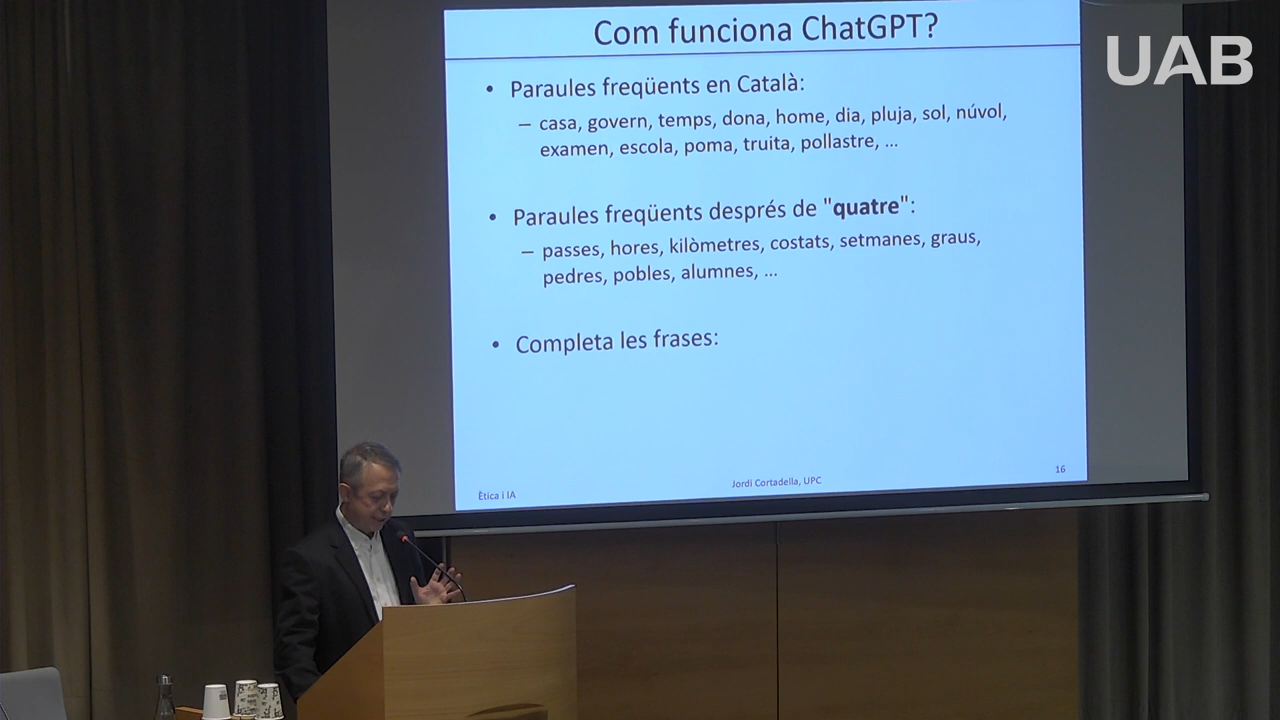 Com funciona ChatGPT?
UAB
• Paraules freqüents en Català:
– casa, govern, temps, dona, home, dia, pluja, sol, núvol,
examen, escola, poma, truita, pollastre, ...
• Paraules freqüents després de "quatre":
– passes, hores, kilòmetres, costats, setmanes, graus,
pedres, pobles, alumnes, ...
• Completa les frases:
Ètica i IA
Jordi Cortadella, UPC
16